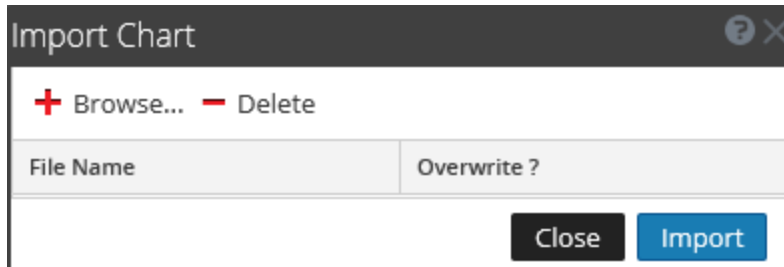 Import Chart
Browse... Delete
File Name Overwrite ?
Close Import